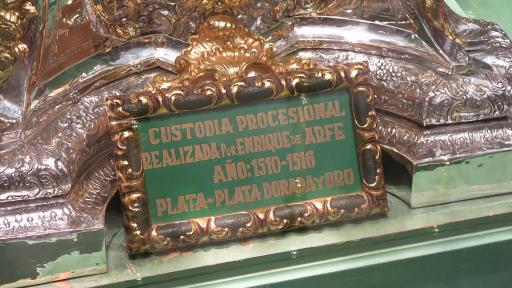 CUSTODIA PROCESIONAL
REALIZADA POR ENRIQUE DE ARFE
AÑO: 1510-1516
PLATA-PLATA DORADA Y ORO